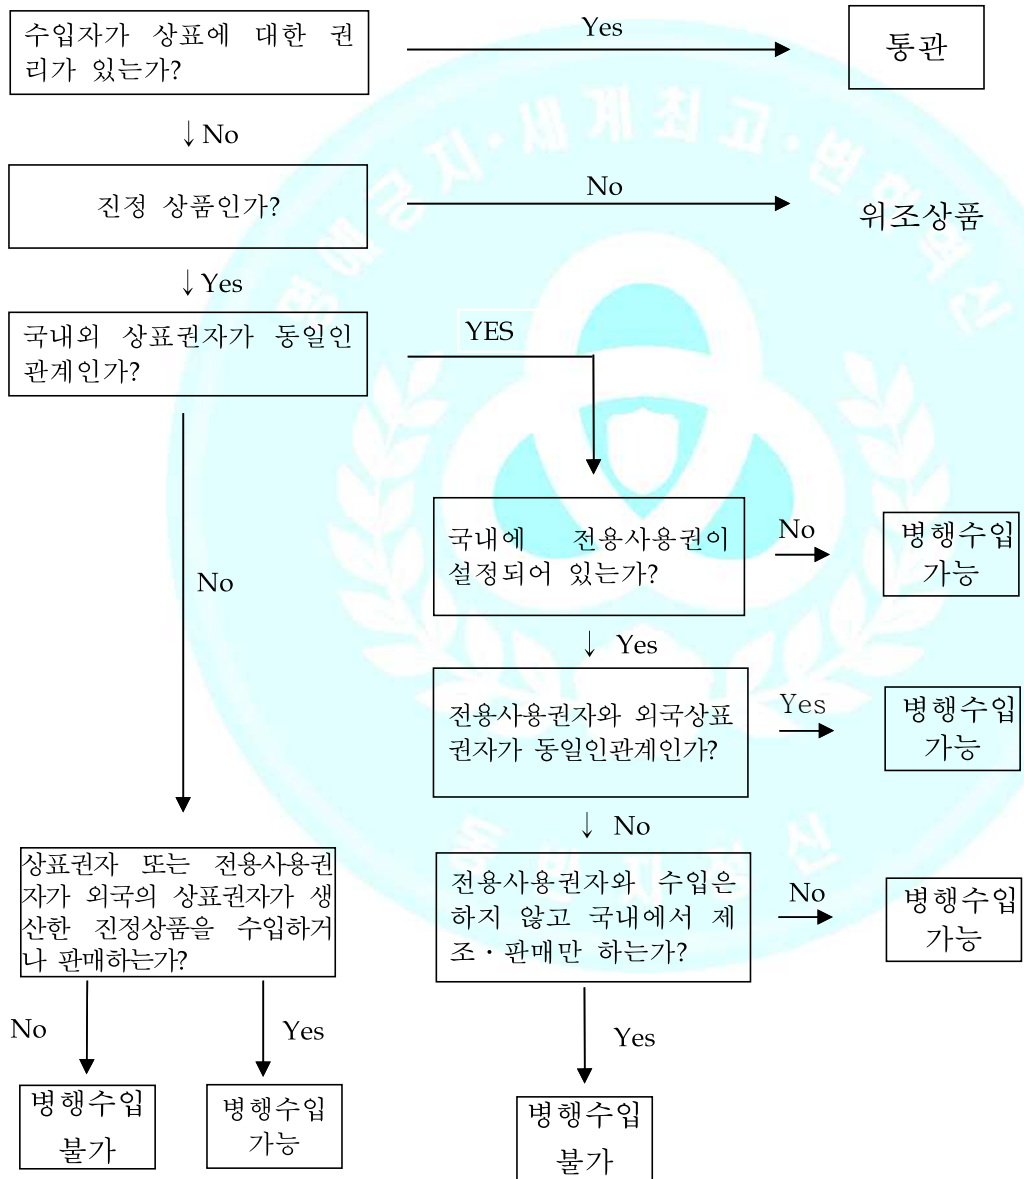 수입자가 상표에 대한 권
리가 있는가?
Yes
통관
↓ No
진정 상품인가?
No
위조상품
↓ Yes
국내외 상표권자가 동일인
관계인가?
YES
No
국내에 전용사용권이
설정되어 있는가?
No
병행수입
가능
↓ Yes
전용사용권자와 외국상표
권자가 동일인관계인가?
Yes
병행수입
가능
↓ No
상표권자 또는 전용사용권
자가 외국의 상표권자가 생
산한 진정상품을 수입하거
나 판매하는가?
전용사용권자와 수입은
하지 않고 국내에서 제
조·판매만 하는가?
No
병행수입
가능
No
Yes
Yes
병행수입
불가
병행수입
가능
병행수입
불가
세계최고